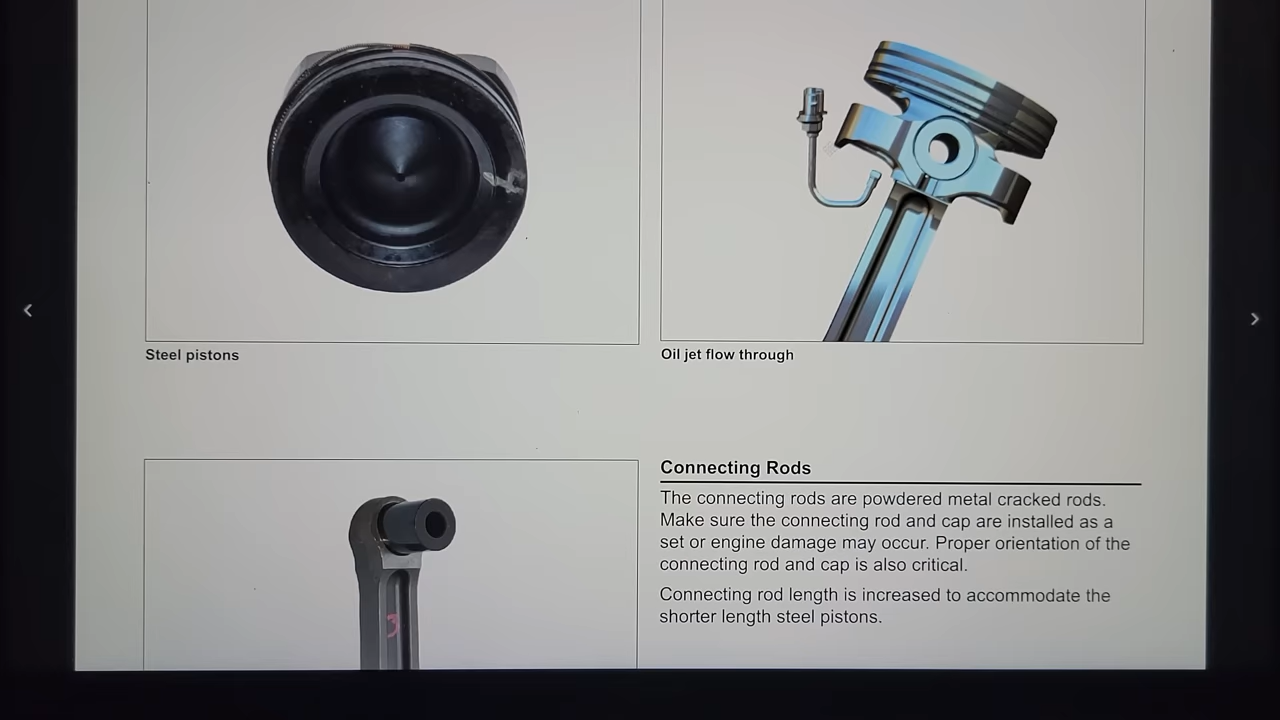 Steel pistons
Oil jet flow through
3
Connecting Rods
The connecting rods are powdered metal cracked rods.
Make sure the connecting rod and cap are installed as a
set or engine damage may occur. Proper orientation of the
connecting rod and cap is also critical.
Connecting rod length is increased to accommodate the
shorter length steel pistons.